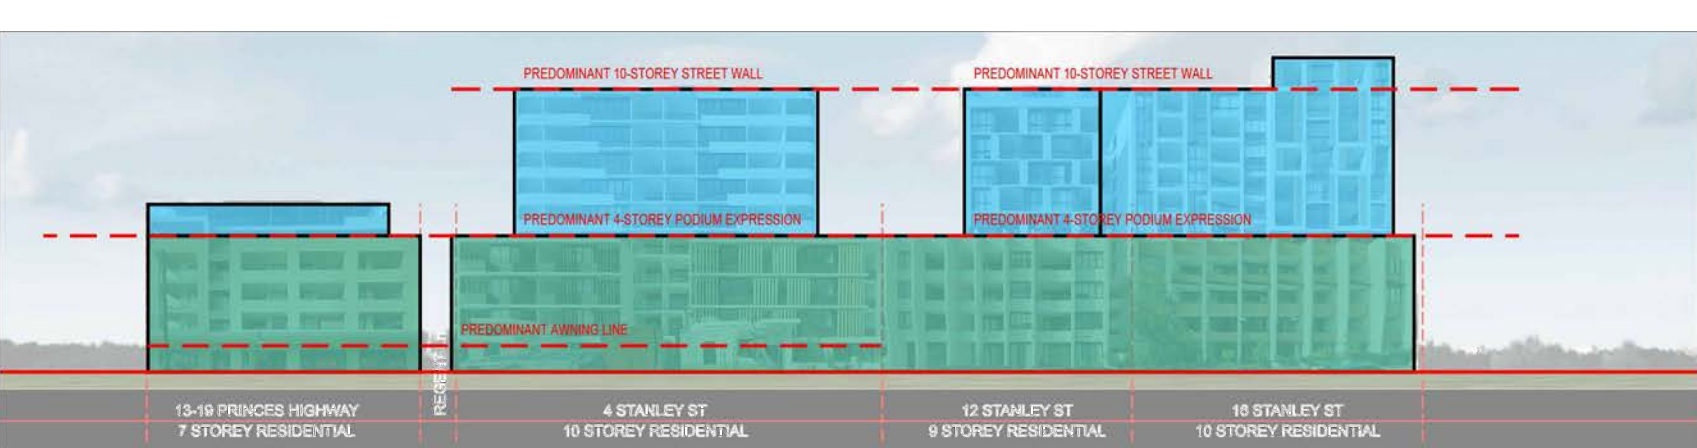 PREDOMINANT 10-STOREY STREET WALL
PREDOMINANT 10-STOREY STREET WALL
PREDOMINANT 4-STOREY PODIUM EXPRESSION
PREDOMINANT 4-STOREY PODIUM EXPRESSION
PREDOMINANT AWNING LINE
13-19 PRINCES HIGHWAY
7 STOREY RESIDENTIAL
4 STANLEY ST
10 STOREY RESIDENTIAL
12 STANLEY ST
9 STOREY RESIDENTIAL
16 STANLEY ST
10 STOREY RESIDENTIAL